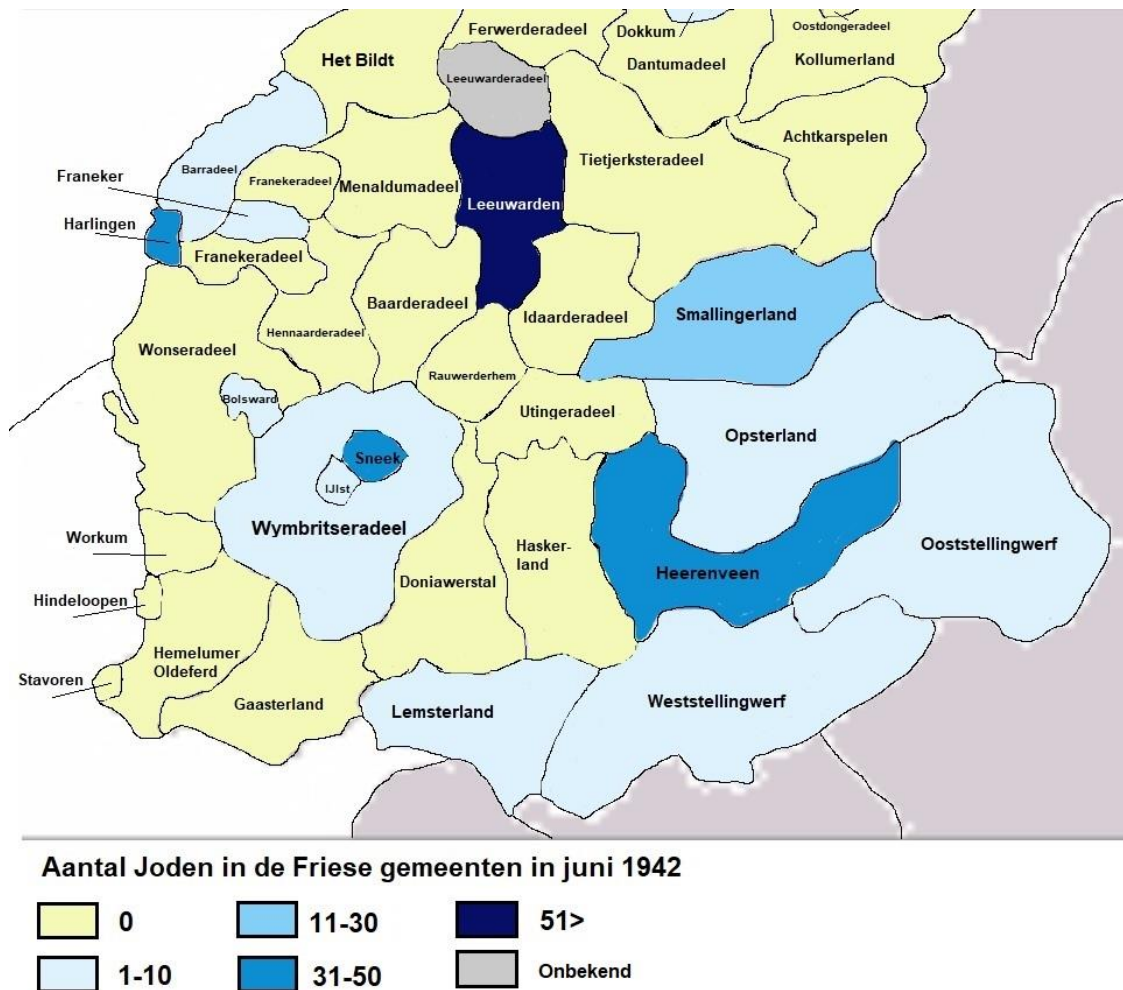 Ferwerderadeel
Dokkum
Oostdongeradeel
Het Bildt
Leeuwarderadeel
Dantumadeel
Kollumerland
Achtkarspelen
Franeker
Barradeel
Franekeradeel
Menaldumadeel
Tietjerksteradeel
Leeuwarden
Harlingen
Franekeradeel
Baarderadeel
Idaarderadeel
Smallingerland
Hennaarderadeel
Wonseradeel
Rauwerderhem
Bolsward
Utingeradeel
Opsterland
Sneek
IJlst
Wymbritseradeel
Workum
Hasker-
land
Ooststellingwerf
Doniawerstal
Heerenveen
Hindeloopen
Hemelumer
Oldeferd
Stavoren
Gaasterland
Lemsterland
Weststellingwerf
Aantal Joden in de Friese gemeenten in juni 1942
0
11-30
51>
1-10
31-50
Onbekend